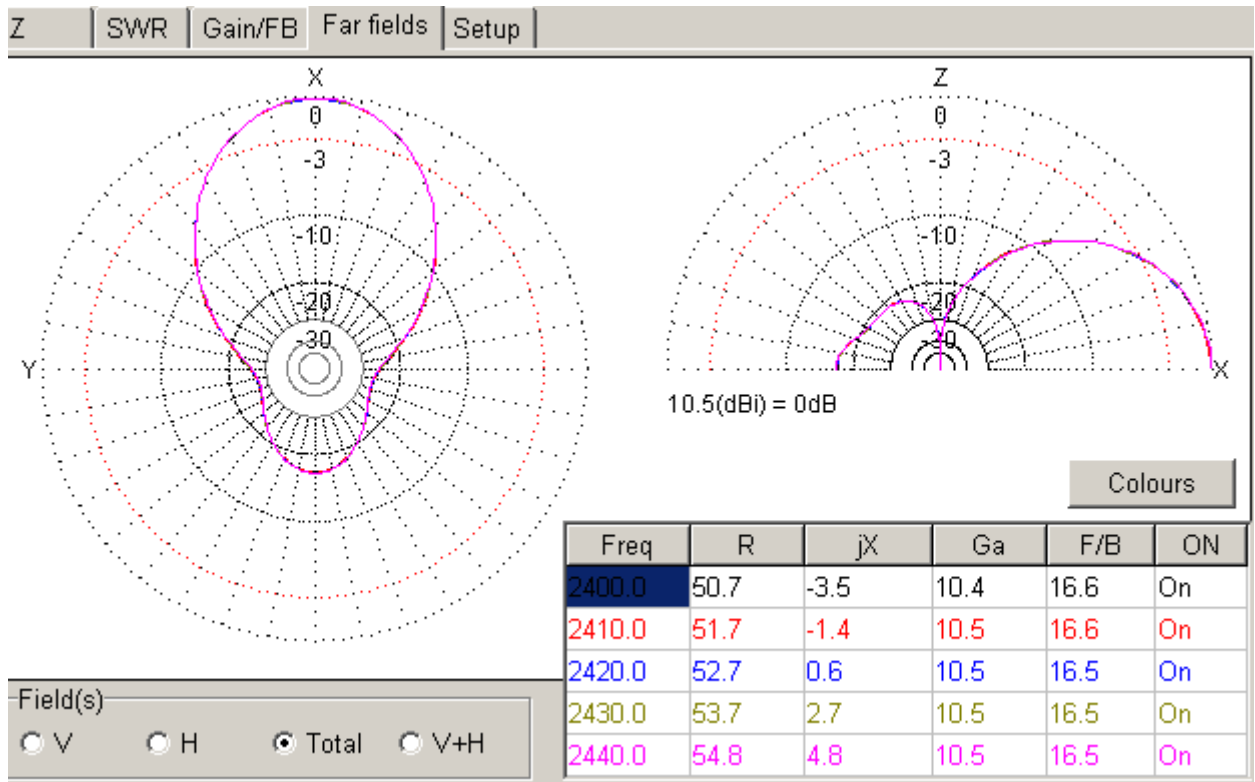 Z SWR Gain/FB Far fields Setup
X
0
-3
-10
-20
-30
Y
Z
0
-3
-10
-20
X
10.5(dBi) = 0dB
Colours
Freq R jX Ga F/B ON
2400.0 50.7 -3.5 10.4 16.6 On
2410.0 51.7 -1.4 10.5 16.6 On
2420.0 52.7 0.6 10.5 16.5 On
2430.0 53.7 2.7 10.5 16.5 On
2440.0 54.8 4.8 10.5 16.5 On
Field(s)
V H Total V+H